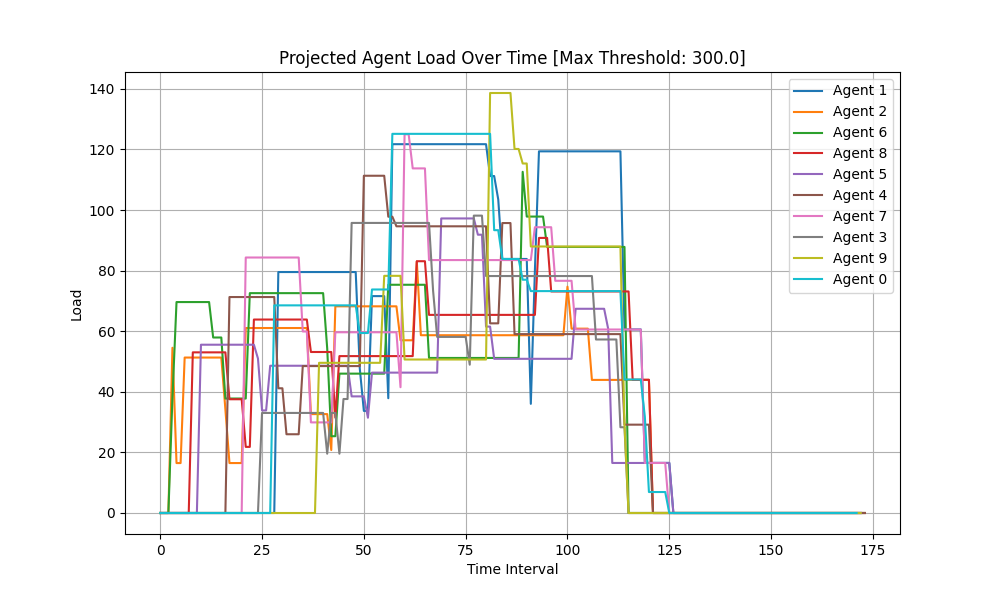 Projected Agent Load Over Time [Max Threshold: 300.0]
Load
140
120
100
80
60
40
20
0
0 25 50 75 100 125 150 175
Time Interval
Agent 1
Agent 2
Agent 6
Agent 8
Agent 5
Agent 4
Agent 7
Agent 3
Agent 9
Agent 0